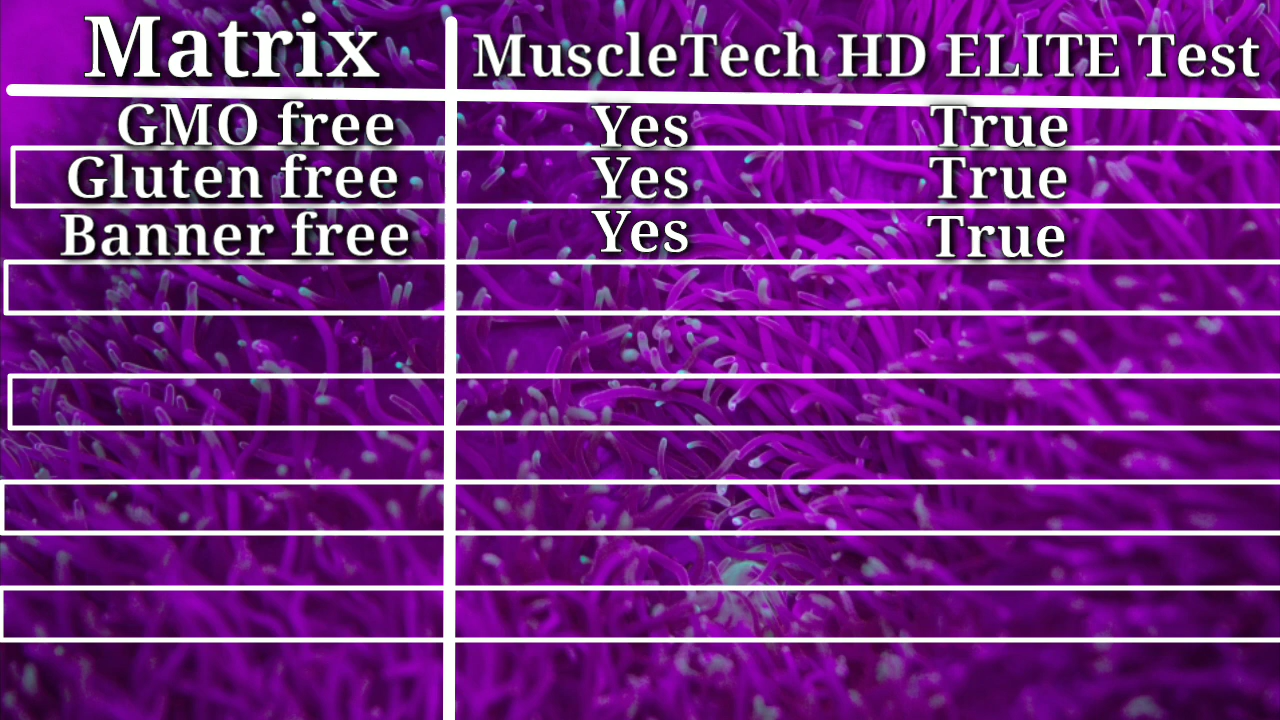 Matrix MuscleTech HD ELITE Test
GMO free Yes True
Gluten free Yes True
Banner free Yes True